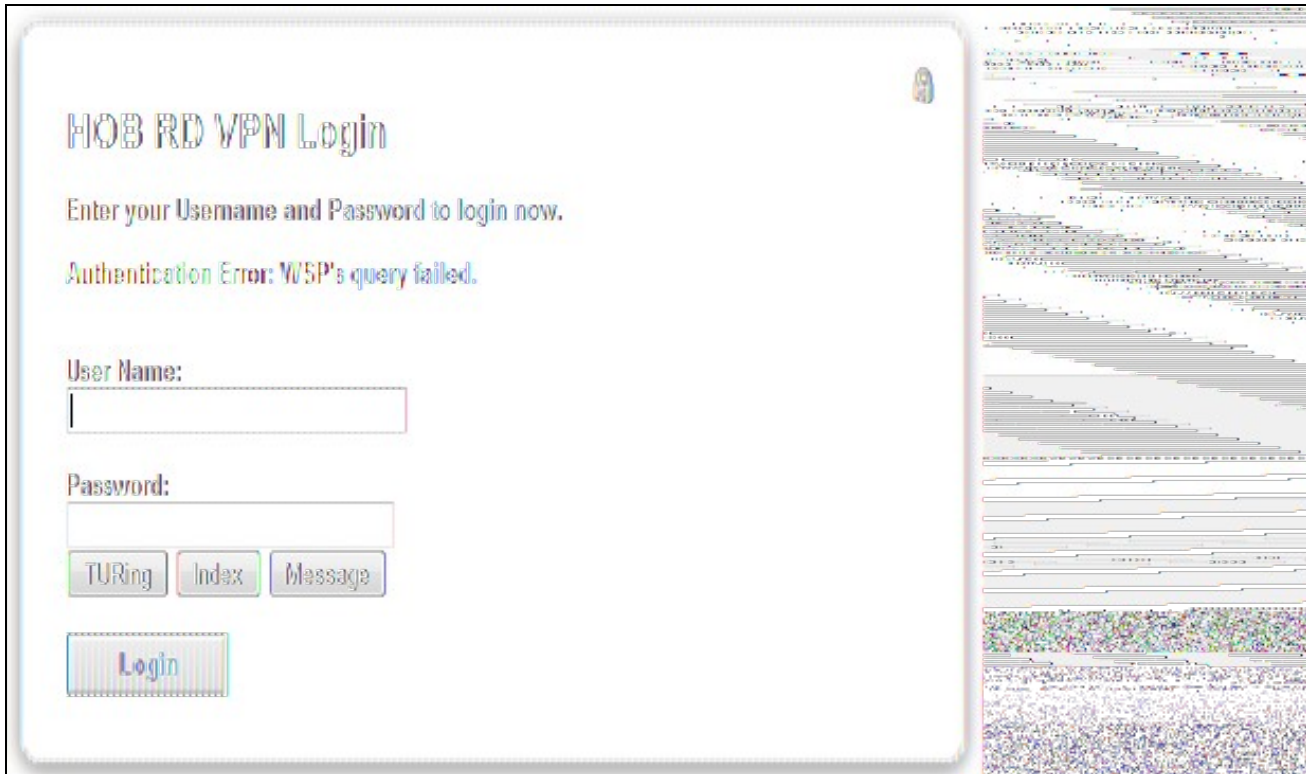 HOB RD VPN Login
Enter your Username and Password to login now.
Authentication Error: WSP's query failed.
User Name:
Password:
TURing Index Message
Login